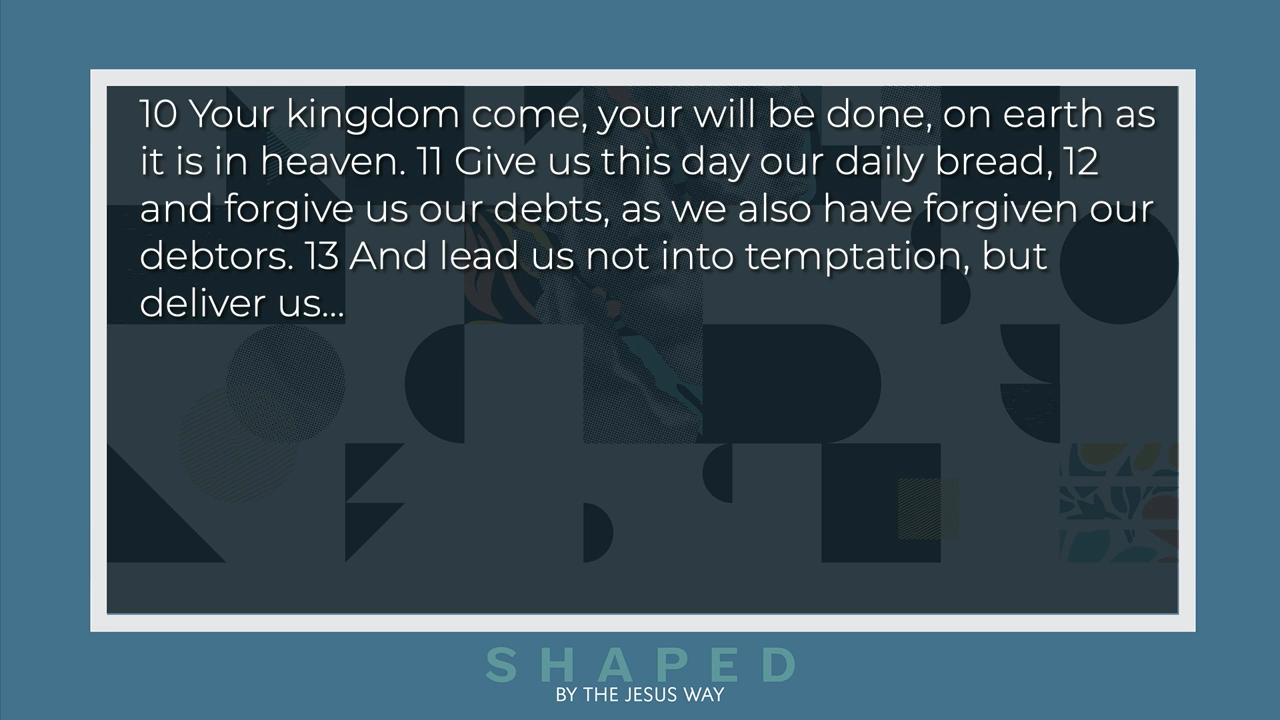 10 Your kingdom come, your will be done, on earth as
it is in heaven. 11 Give us this day our daily bread, 12
and forgive us our debts, as we also have forgiven our
debtors. 13 And lead us not into temptation, but
deliver us...
SHAPED
BY THE JESUS WAY